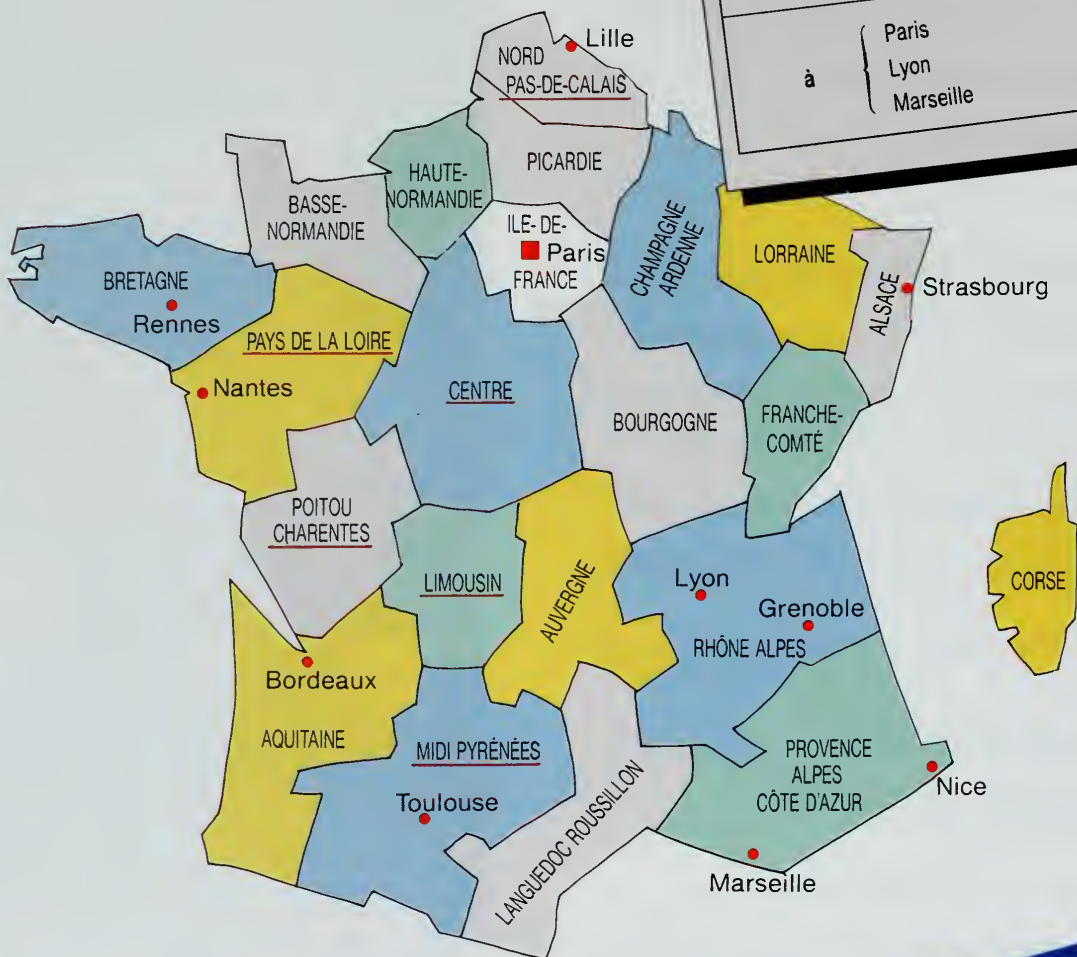 à
Paris
Lyon
Marseille
Lille
NORD
PAS-DE-CALAIS
PICARDIE
HAUTE-
NORMANDIE
BASSE-
NORMANDIE
ILE-DE-
Paris
FRANCE
CHAMPAGNE
ARDENNE
LORRAINE
ALSACE
Strasbourg
BRETAGNE
Rennes
PAYS DE LA LOIRE
Nantes
CENTRE
BOURGOGNE
FRANCHE-
COMTÉ
POITOU
CHARENTES
LIMOUSIN
AUVERGNE
Lyon
Grenoble
RHÔNE ALPES
CORSE
Bordeaux
AQUITAINE
MIDI PYRÉNÉES
Toulouse
LANGUEDOC ROUSSILLON
PROVENCE
ALPES
CÔTE D'AZUR
Nice
Marseille